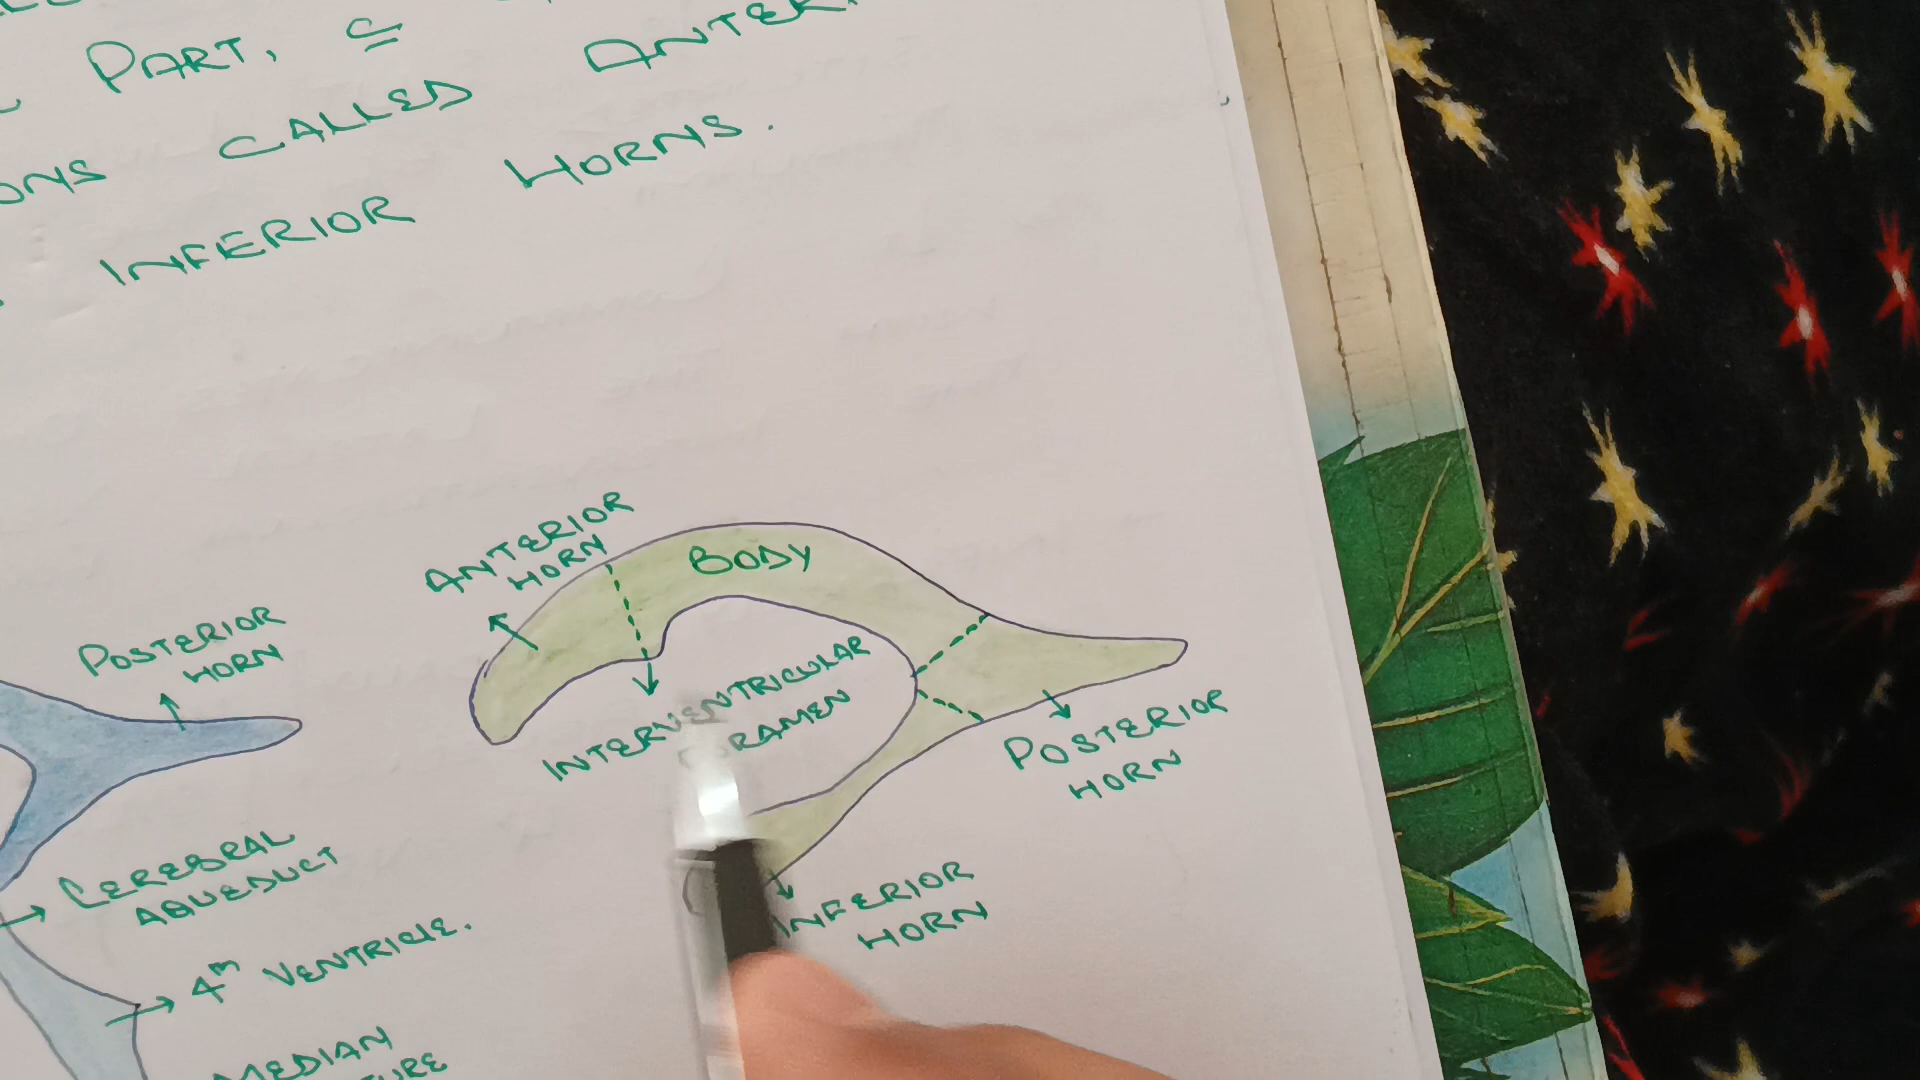 PART, C
ONS CALLED ANTER
INFERIOR HORNS.
ANTERIOR
HORN
BODY
INTERVENTRICULAR
FORAMEN
POSTERIOR
HORN
INFERIOR
HORN
POSTERIOR
HORN
CEREBRAL
AQUEDUCT
4TH VENTRICLE.
MEDIAN